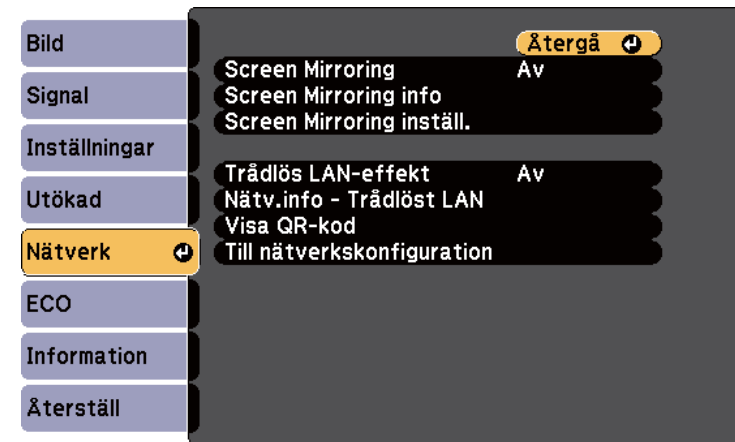 Bild
Signal
Inställningar
Utökad
Nätverk
ECO
Information
Återställ
Återgå
Screen Mirroring Av
Screen Mirroring info
Screen Mirroring inställ.
Trådlös LAN-effekt Av
Nätv.info - Trådlöst LAN
Visa QR-kod
Till nätverkskonfiguration